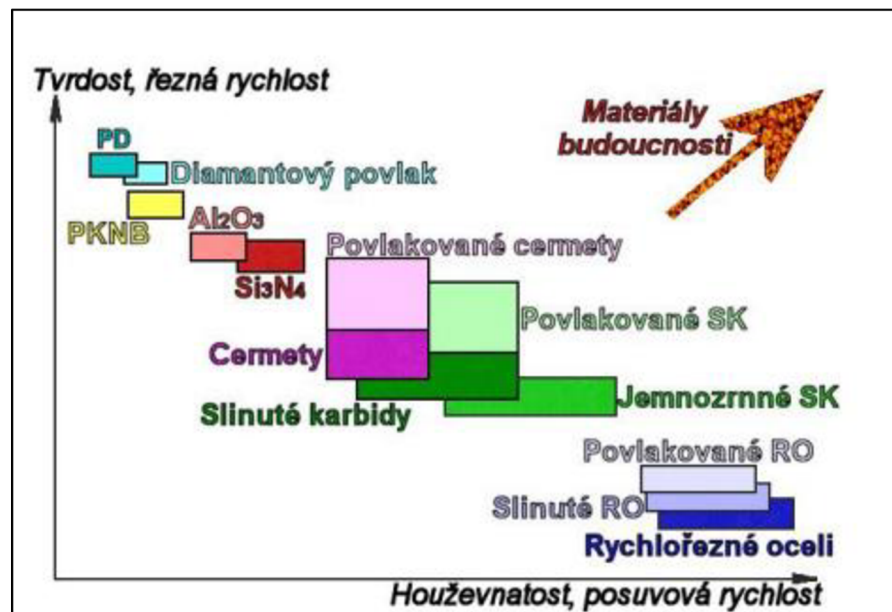 Tvrdost, řezná rychlost
Materiály
budoucnosti
PD
Diamantový povlak
PKNB
Al₂O₃
Si₃N₄
Povlakované cermety
Povlakované SK
Cermety
Slinuté karbidy
Jemnozrnné SK
Povlakované RO
Slinuté RO
Rychlořezné oceli
Houževnatost, posuvová rychlost